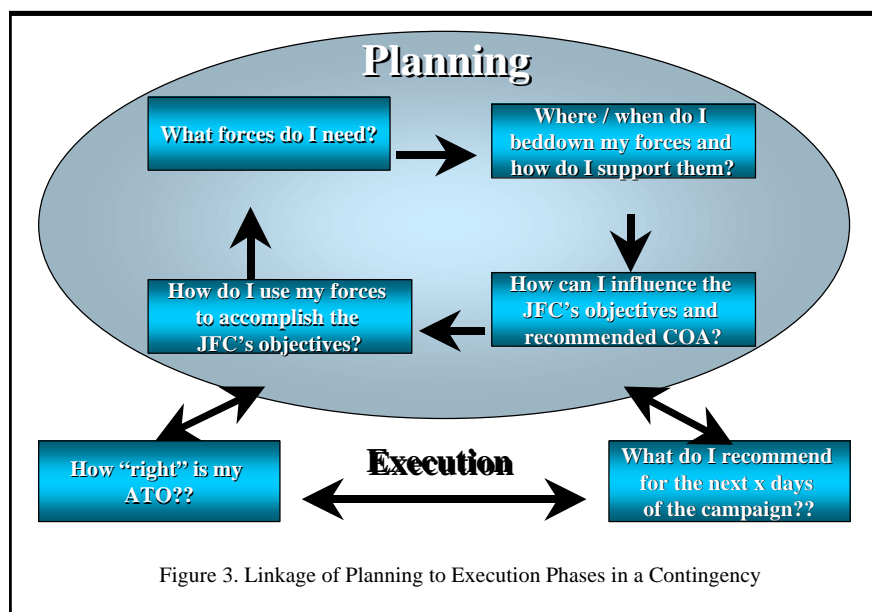 Planning
What forces do I need?
Where / when do I
beddown my forces and
how do I support them?
How do I use my forces
to accomplish the
JFC's objectives?
How can I influence the
JFC's objectives and
recommended COA?
Execution
How “right” is my
ATO??
What do I recommend
for the next x days
of the campaign??
Figure 3. Linkage of Planning to Execution Phases in a Contingency